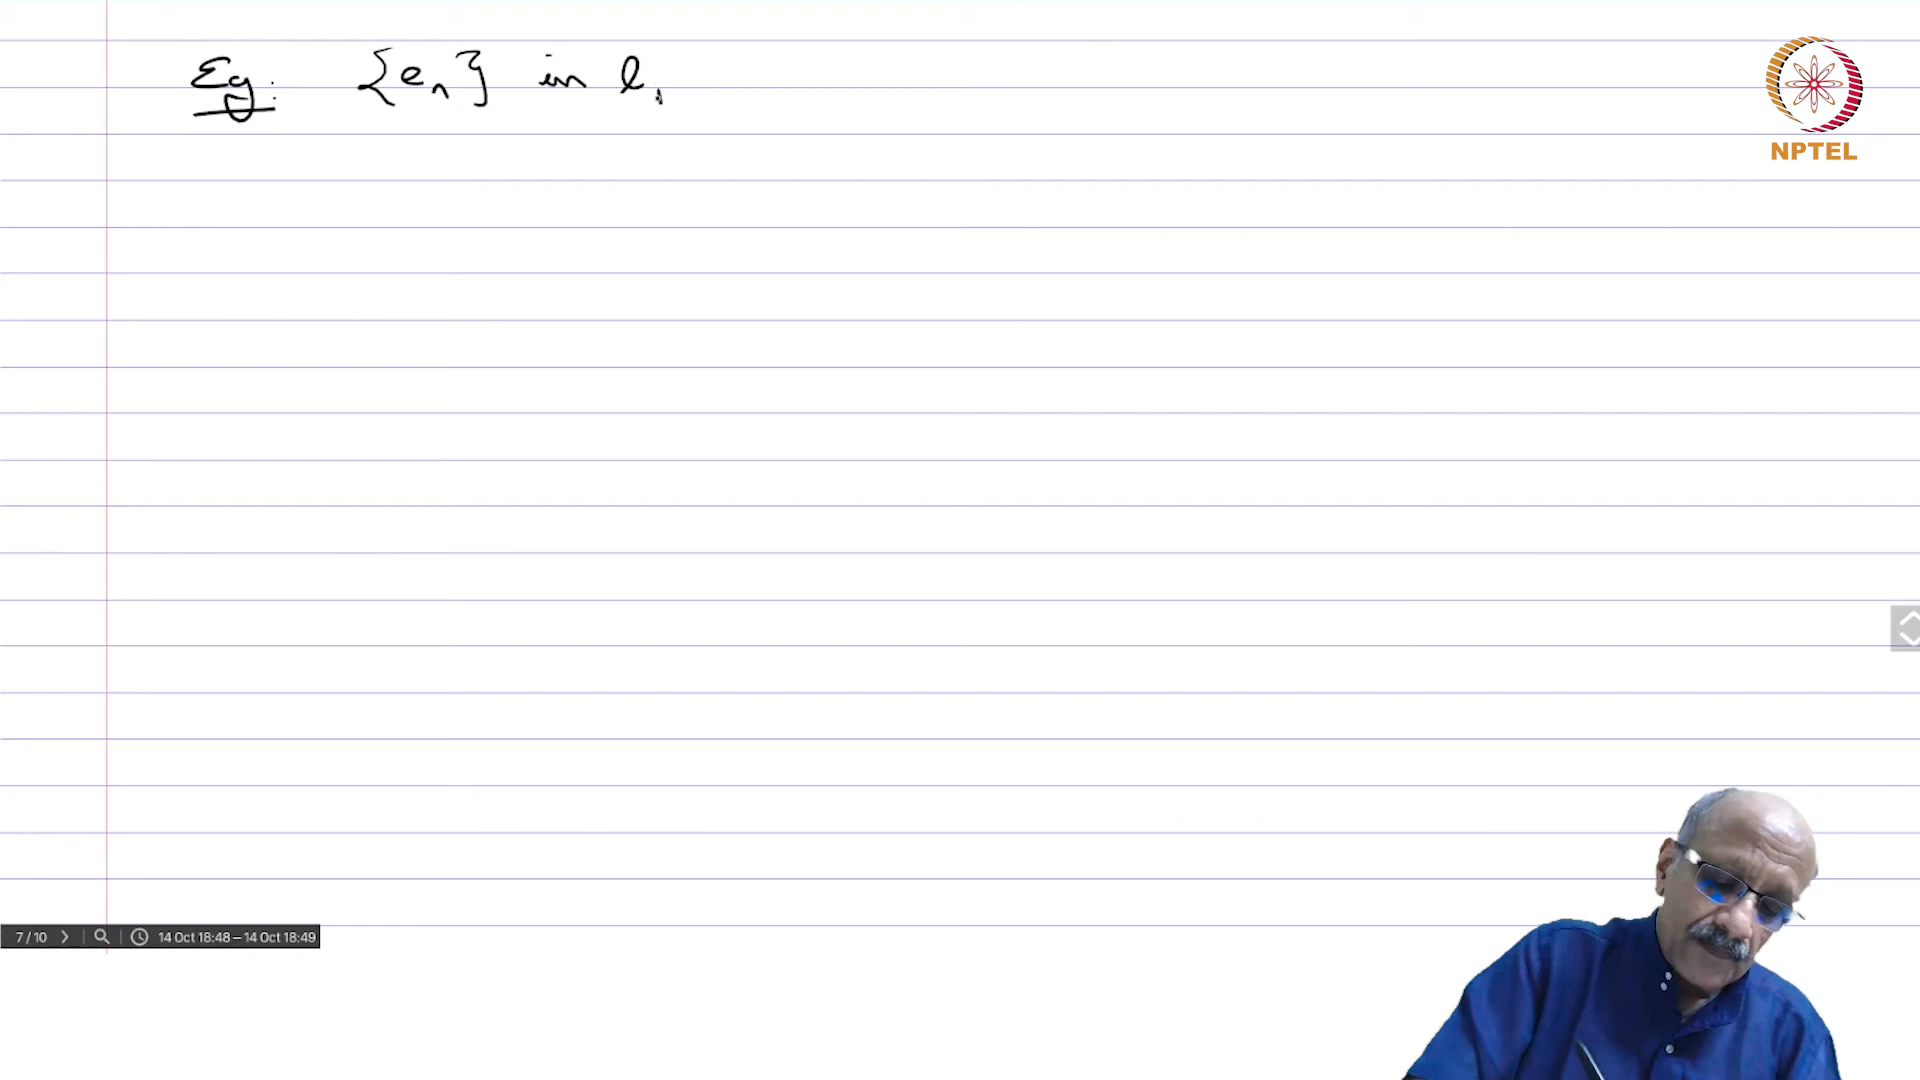 Eg: {eₙ} in l₁
NPTEL
7/10 14 Oct 18:48 – 14 Oct 18:49